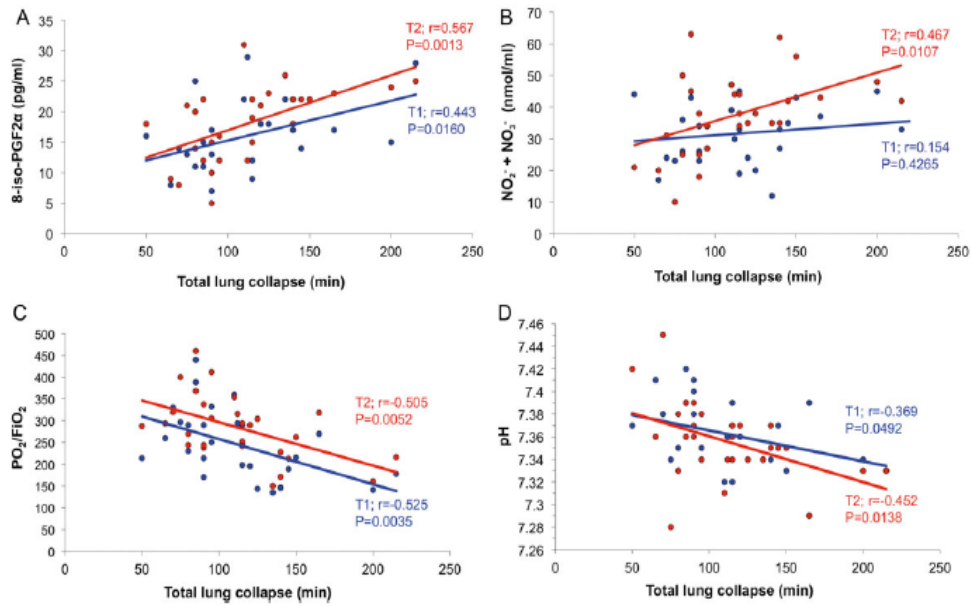 A
35
30
25
20
15
10
5
0
8-iso-PGF2α (pg/ml)
T2; r=0.567
P=0.0013
T1; r=0.443
P=0.0160
0 50 100 150 200 250
Total lung collapse (min)
B
70
60
50
40
30
20
10
0
NO₂⁻ + NO₃⁻ (nmol/ml)
T2; r=0.467
P=0.0107
T1; r=0.154
P=0.4265
0 50 100 150 200 250
Total lung collapse (min)
C
500
450
400
350
300
250
200
150
100
50
0
PO₂/FiO₂
T2; r=-0.505
P=0.0052
T1; r=-0.525
P=0.0035
0 50 100 150 200 250
Total lung collapse (min)
D
7.46
7.44
7.42
7.4
7.38
7.36
7.34
7.32
7.3
7.28
7.26
pH
T1; r=-0.369
P=0.0492
T2; r=-0.452
P=0.0138
0 50 100 150 200 250
Total lung collapse (min)